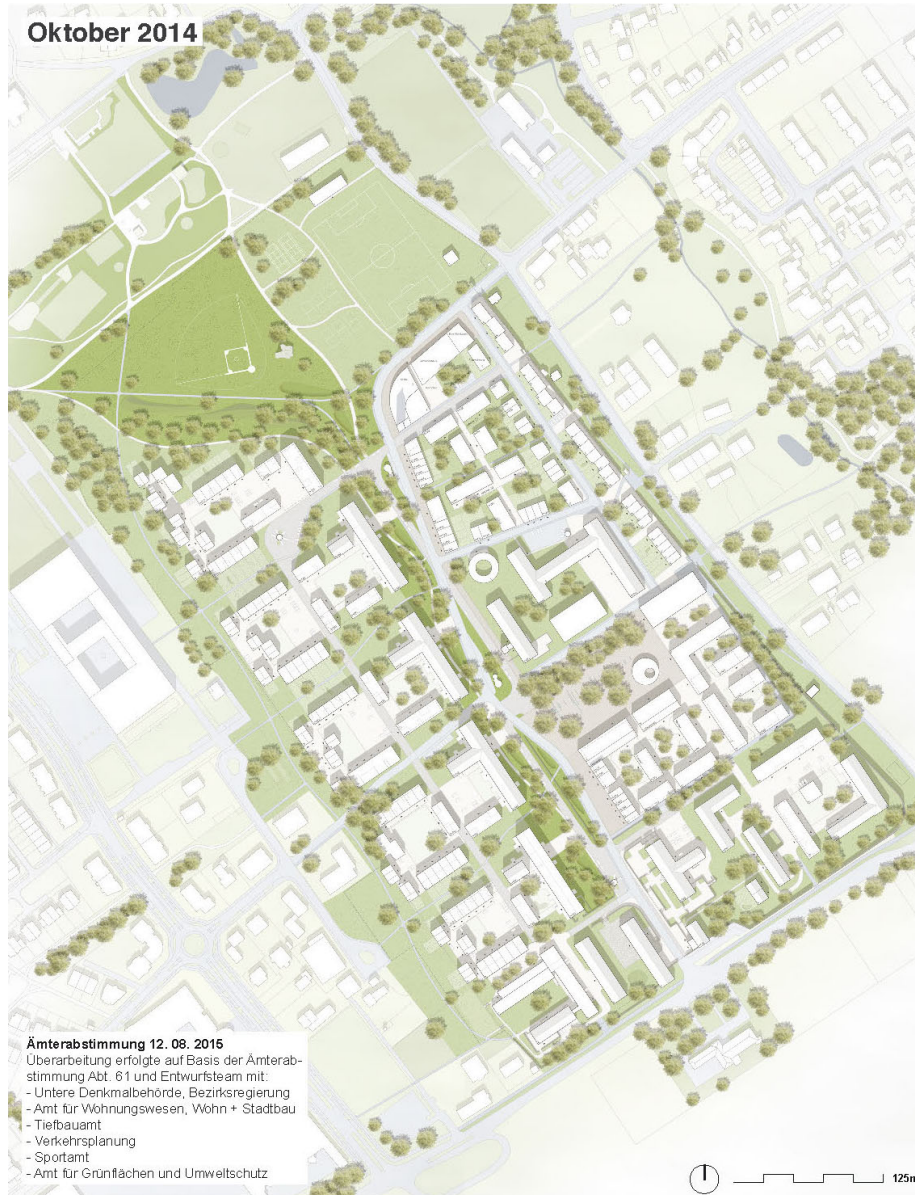 Oktober 2014
Ämterabstimmung 12. 08. 2015
Überarbeitung erfolgte auf Basis der Ämterab-
stimmung Abt. 61 und Entwurfsteam mit:
- Untere Denkmalbehörde, Bezirksregierung
- Amt für Wohnungswesen, Wohn + Stadtbau
- Tiefbauamt
- Verkehrsplanung
- Sportamt
- Amt für Grünflächen und Umweltschutz
125m